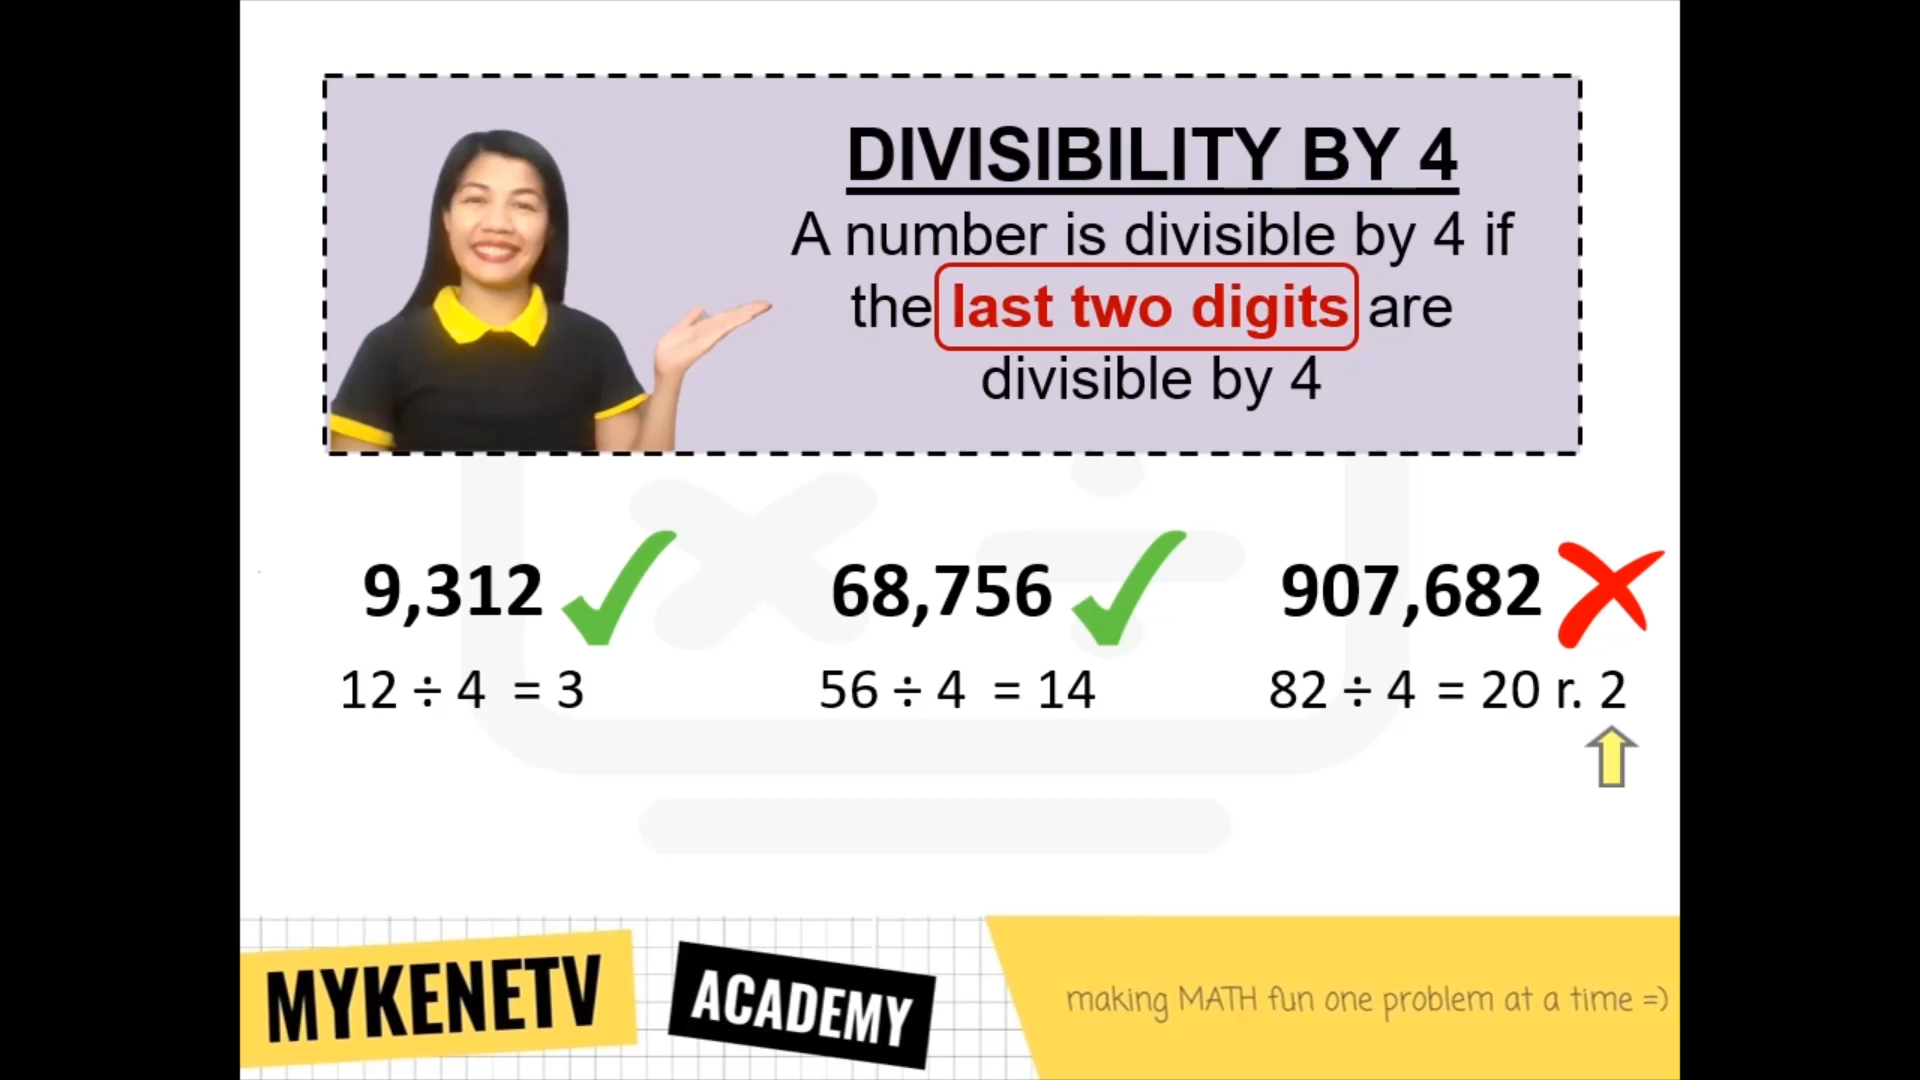 DIVISIBILITY BY 4
A number is divisible by 4 if
the last two digits are
divisible by 4
9,312 68,756 907,682
12 ÷ 4 = 3 56 ÷ 4 = 14 82 ÷ 4 = 20 r. 2
MYKENETV ACADEMY making MATH fun one problem at a time =)